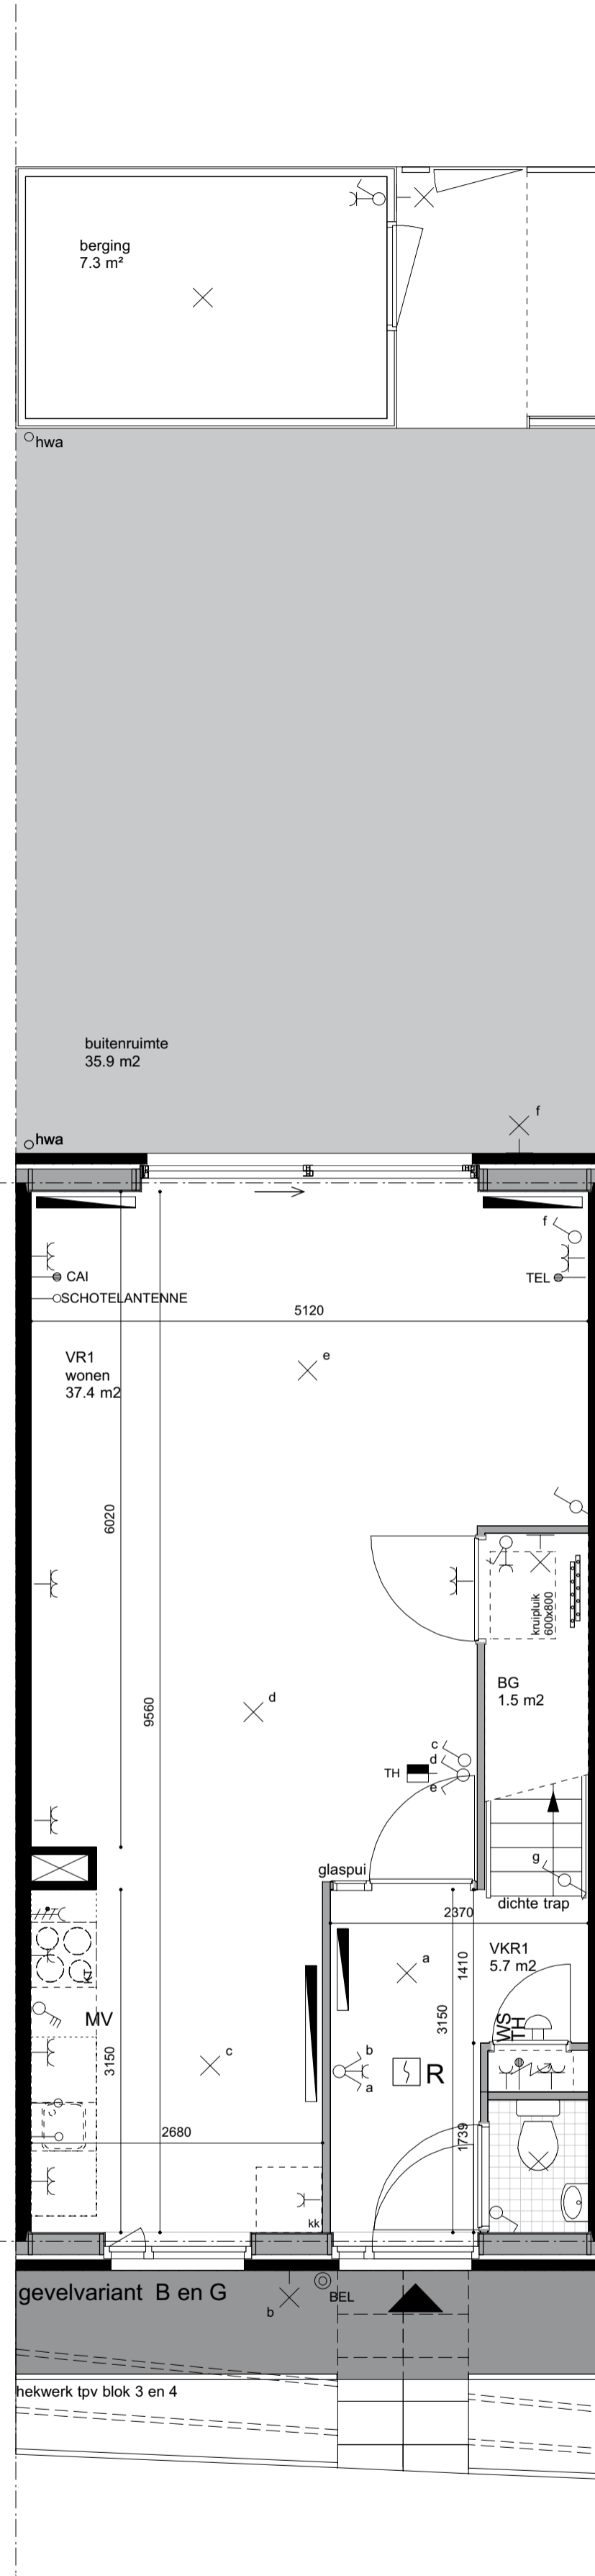 berging
7.3 m²
hwa
buitenruimte
35.9 m2
hwa
f
f
CAI
TEL
SCHOTELANTENNE
5120
VR1
wonen
37.4 m2
e
6020
kruipluik
600x800
BG
1.5 m2
9560
d
c
d
TH
e
g
glaspui
dichte trap
2370
VKR1
5.7 m2
a
1410
KT
WS
TH
MV
3150
3150
c
b
R
a
1739
2680
kk
gevelvariant B en G
BEL
b
hekwerk tpv blok 3 en 4